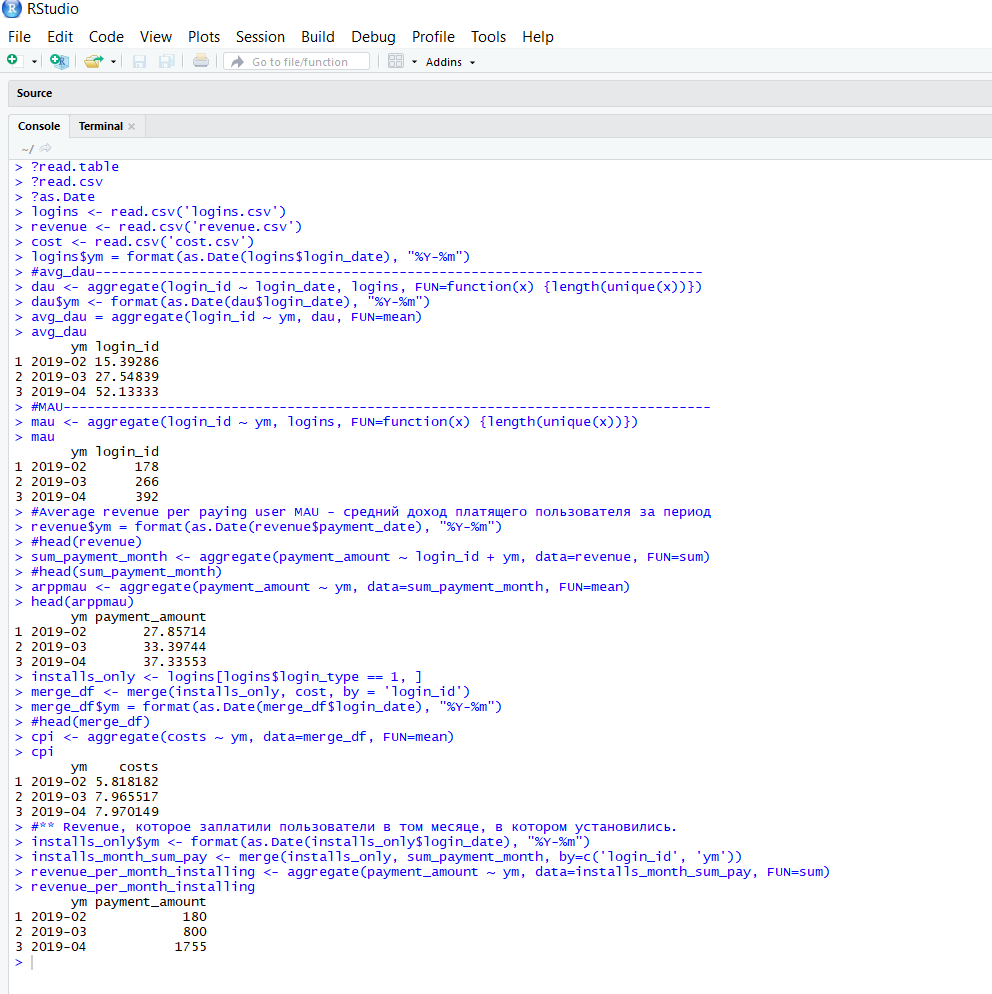 RStudio
File Edit Code View Plots Session Build Debug Profile Tools Help
Go to file/function Addins
Source
Console Terminal
~/
> ?read.table
> ?read.csv
> ?as.Date
> logins <- read.csv('logins.csv')
> revenue <- read.csv('revenue.csv')
> cost <- read.csv('cost.csv')
> logins$ym = format(as.Date(logins$login_date), "%Y-%m")
> #avg_dau----------------------------------------------------------------------------
> dau <- aggregate(login_id ~ login_date, logins, FUN=function(x) {length(unique(x))})
> dau$ym <- format(as.Date(dau$login_date), "%Y-%m")
> avg_dau = aggregate(login_id ~ ym, dau, FUN=mean)
> avg_dau
       ym login_id
1 2019-02 15.39286
2 2019-03 27.54839
3 2019-04 52.13333
> #MAU---------------------------------------------------------------------------------
> mau <- aggregate(login_id ~ ym, logins, FUN=function(x) {length(unique(x))})
> mau
       ym login_id
1 2019-02      178
2 2019-03      266
3 2019-04      392
> #Average revenue per paying user MAU - средний доход платящего пользователя за период
> revenue$ym = format(as.Date(revenue$payment_date), "%Y-%m")
> #head(revenue)
> sum_payment_month <- aggregate(payment_amount ~ login_id + ym, data=revenue, FUN=sum)
> #head(sum_payment_month)
> arppmau <- aggregate(payment_amount ~ ym, data=sum_payment_month, FUN=mean)
> head(arppmau)
       ym payment_amount
1 2019-02       27.85714
2 2019-03       33.39744
3 2019-04       37.33553
> installs_only <- logins[logins$login_type == 1, ]
> merge_df <- merge(installs_only, cost, by = 'login_id')
> merge_df$ym = format(as.Date(merge_df$login_date), "%Y-%m")
> #head(merge_df)
> cpi <- aggregate(costs ~ ym, data=merge_df, FUN=mean)
> cpi
       ym    costs
1 2019-02 5.818182
2 2019-03 7.965517
3 2019-04 7.970149
> #** Revenue, которое заплатили пользователи в том месяце, в котором установились.
> installs_only$ym <- format(as.Date(installs_only$login_date), "%Y-%m")
> installs_month_sum_pay <- merge(installs_only, sum_payment_month, by=c('login_id', 'ym'))
> revenue_per_month_installing <- aggregate(payment_amount ~ ym, data=installs_month_sum_pay, FUN=sum)
> revenue_per_month_installing
       ym payment_amount
1 2019-02            180
2 2019-03            800
3 2019-04           1755
>